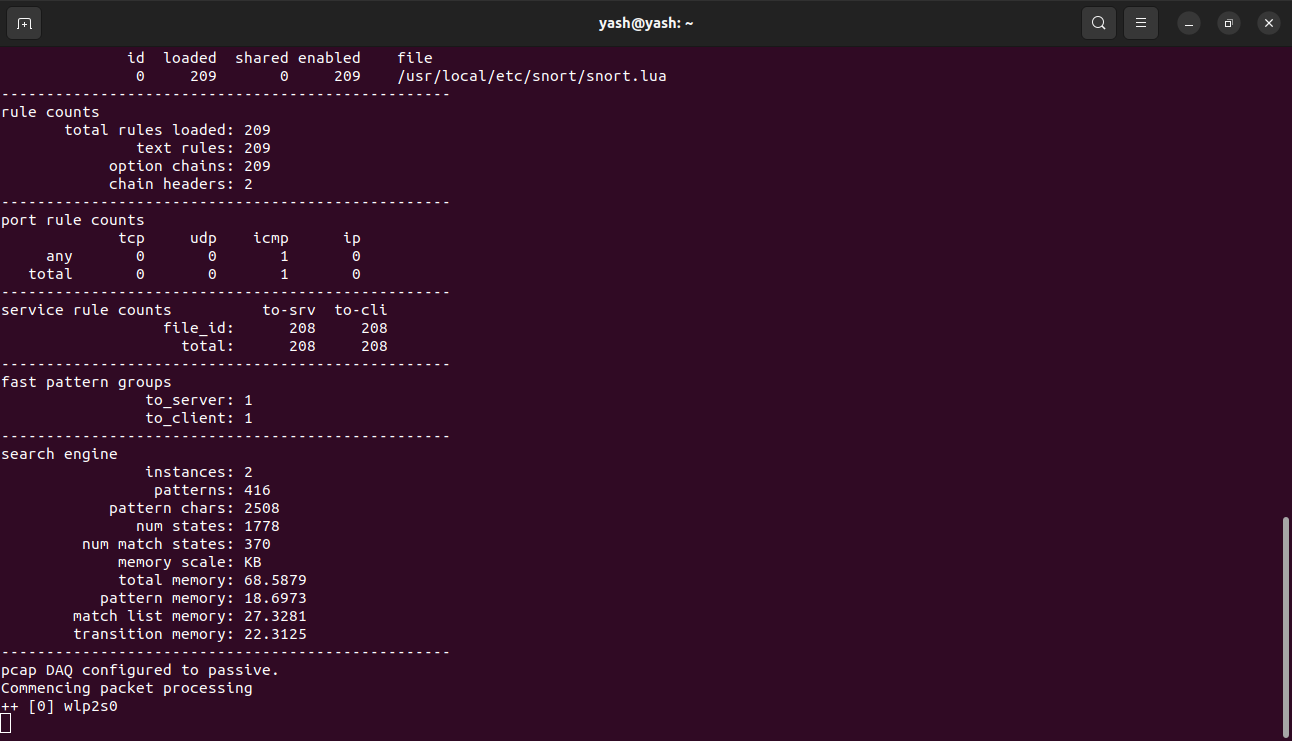 yash@yash: ~
id loaded shared enabled file
0 209 0 209 /usr/local/etc/snort/snort.lua
--------------------------------------------------
rule counts
total rules loaded: 209
text rules: 209
option chains: 209
chain headers: 2
--------------------------------------------------
port rule counts
tcp udp icmp ip
any 0 0 1 0
total 0 0 1 0
--------------------------------------------------
service rule counts to-srv to-cli
file_id: 208 208
total: 208 208
--------------------------------------------------
fast pattern groups
to_server: 1
to_client: 1
--------------------------------------------------
search engine
instances: 2
patterns: 416
pattern chars: 2508
num states: 1778
num match states: 370
memory scale: KB
total memory: 68.5879
pattern memory: 18.6973
match list memory: 27.3281
transition memory: 22.3125
--------------------------------------------------
pcap DAQ configured to passive.
Commencing packet processing
++ [0] wlp2s0